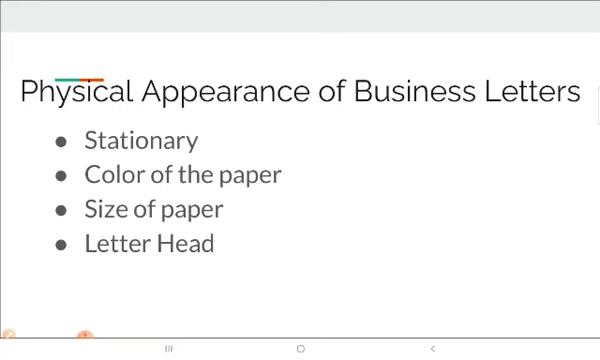 Physical Appearance of Business Letters
● Stationary
● Color of the paper
● Size of paper
● Letter Head